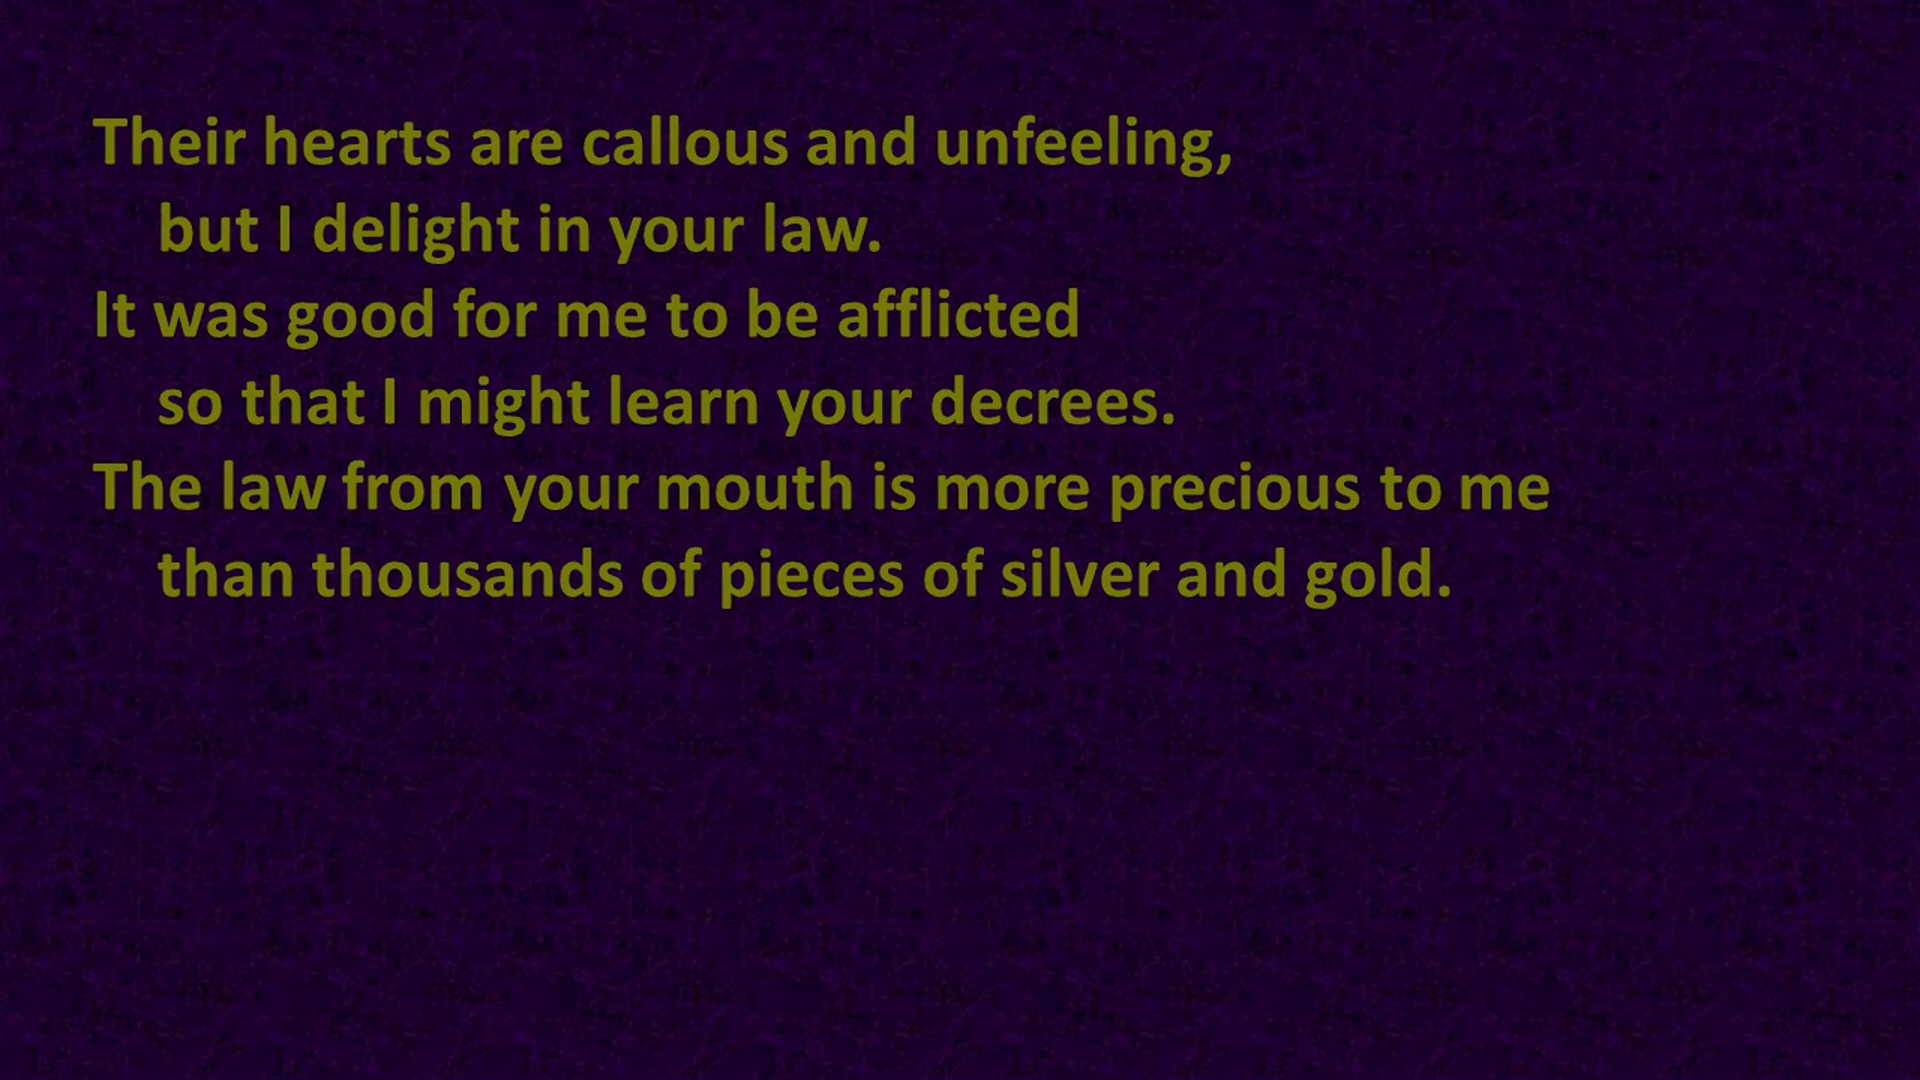 Their hearts are callous and unfeeling,
but I delight in your law.
It was good for me to be afflicted
so that I might learn your decrees.
The law from your mouth is more precious to me
than thousands of pieces of silver and gold.